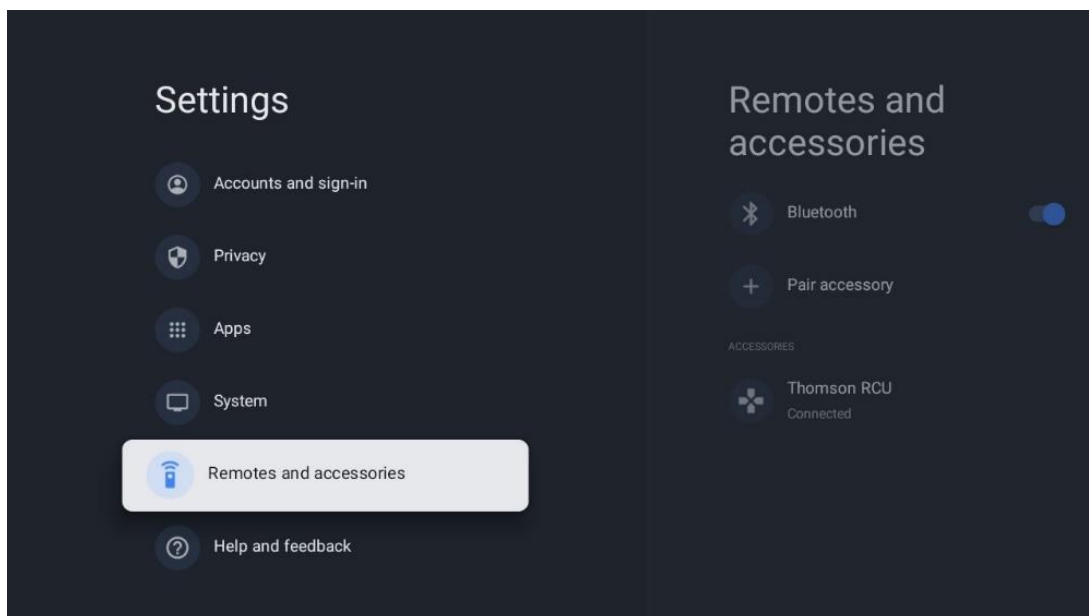 Settings
Accounts and sign-in
Privacy
Apps
System
Remotes and accessories
Help and feedback
Remotes and
accessories
Bluetooth
Pair accessory
ACCESSORIES
Thomson RCU
Connected